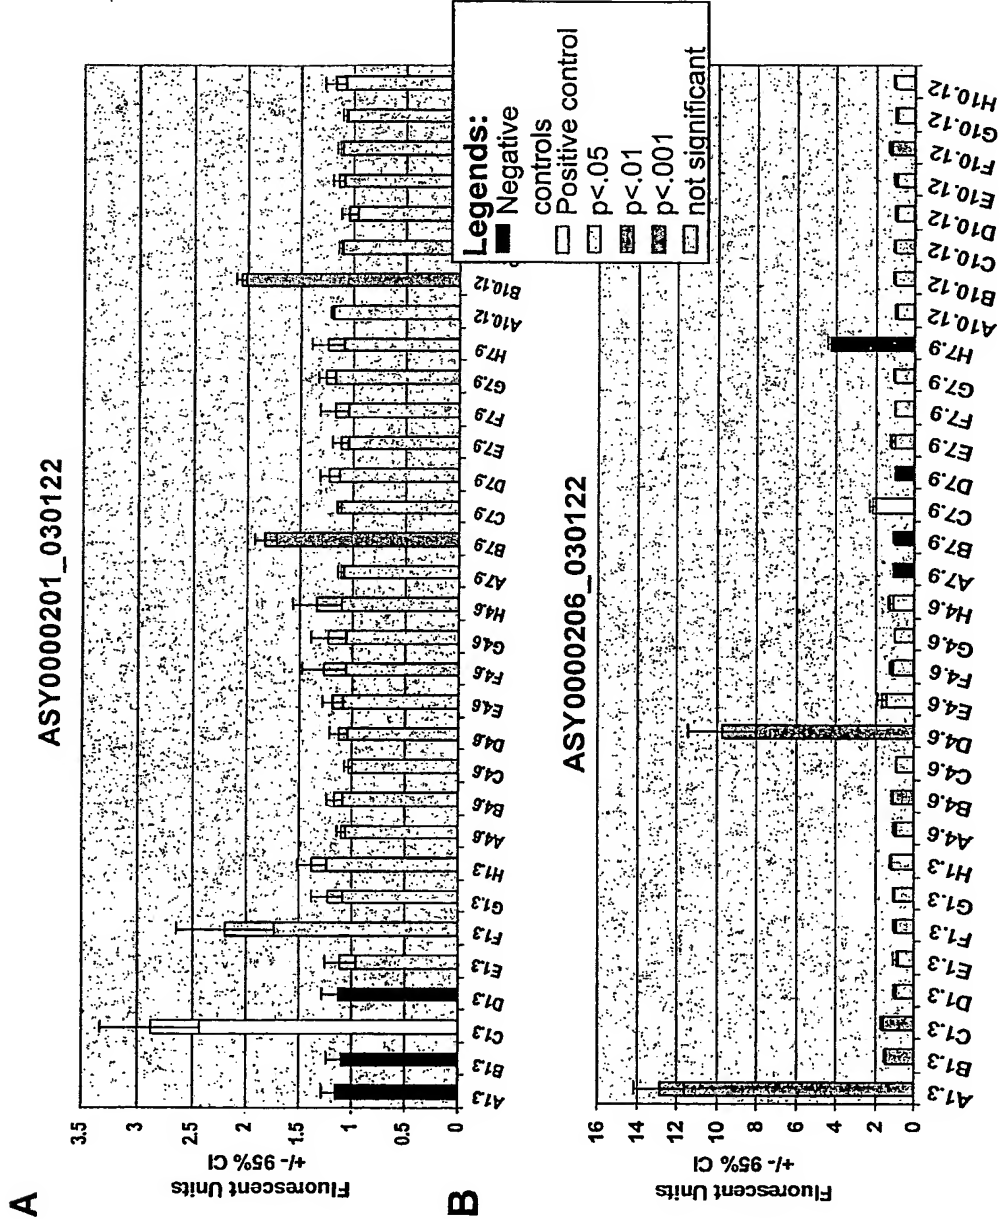 A
ASY0000201_030122
Fluorescent Units
+/- 95% CI
3.5
3
2.5
2
1.5
1
0.5
0
A1.3
B1.3
C1.3
D1.3
E1.3
F1.3
G1.3
H1.3
A4.6
B4.6
C4.6
D4.6
E4.6
F4.6
G4.6
H4.6
A7.9
B7.9
C7.9
D7.9
E7.9
F7.9
G7.9
H7.9
A10.12
B10.12
Legends:
Negative
controls
Positive control
p<.05
p<.01
p<.001
not significant
B
ASY0000206_030122
Fluorescent Units
+/- 95% CI
16
14
12
10
8
6
4
2
0
A1.3
B1.3
C1.3
D1.3
E1.3
F1.3
G1.3
H1.3
A4.6
B4.6
C4.6
D4.6
E4.6
F4.6
G4.6
H4.6
A7.9
B7.9
C7.9
D7.9
E7.9
F7.9
G7.9
H7.9
A10.12
B10.12
C10.12
D10.12
E10.12
F10.12
G10.12
H10.12